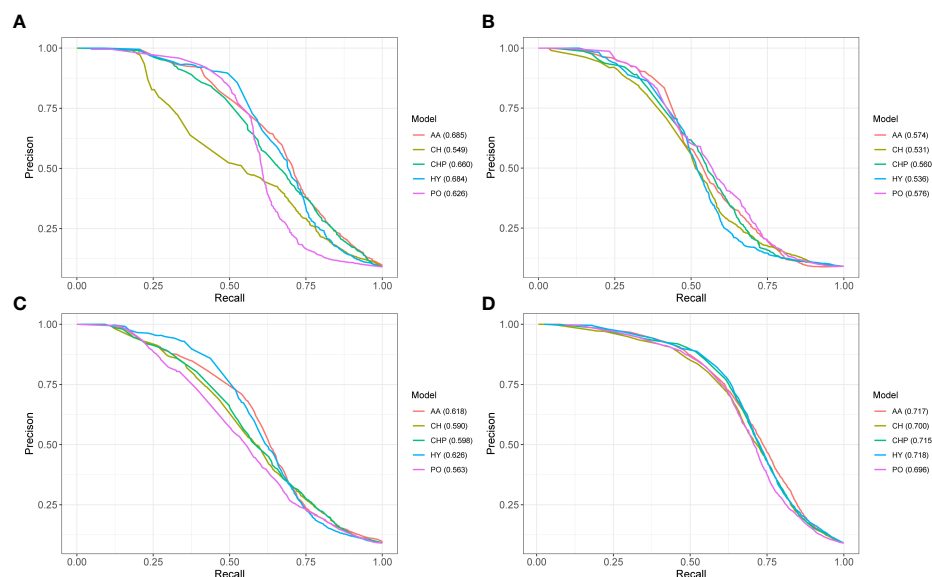 A
1.00
0.75
0.50
0.25
Precison
0.00 0.25 0.50 0.75 1.00
Recall
Model
AA (0.685)
CH (0.549)
CHP (0.660)
HY (0.684)
PO (0.626)
B
1.00
0.75
0.50
0.25
Precison
0.00 0.25 0.50 0.75 1.00
Recall
Model
AA (0.574)
CH (0.531)
CHP (0.560
HY (0.536)
PO (0.576)
C
1.00
0.75
0.50
0.25
Precison
0.00 0.25 0.50 0.75 1.00
Recall
Model
AA (0.618)
CH (0.590)
CHP (0.598)
HY (0.626)
PO (0.563)
D
1.00
0.75
0.50
0.25
Precison
0.00 0.25 0.50 0.75 1.00
Recall
Model
AA (0.717)
CH (0.700)
CHP (0.715
HY (0.718)
PO (0.696)